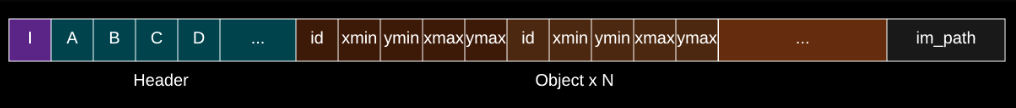 I A B C D ... id xmin ymin xmax ymax id xmin ymin xmax ymax ... im_path
Header Object x N